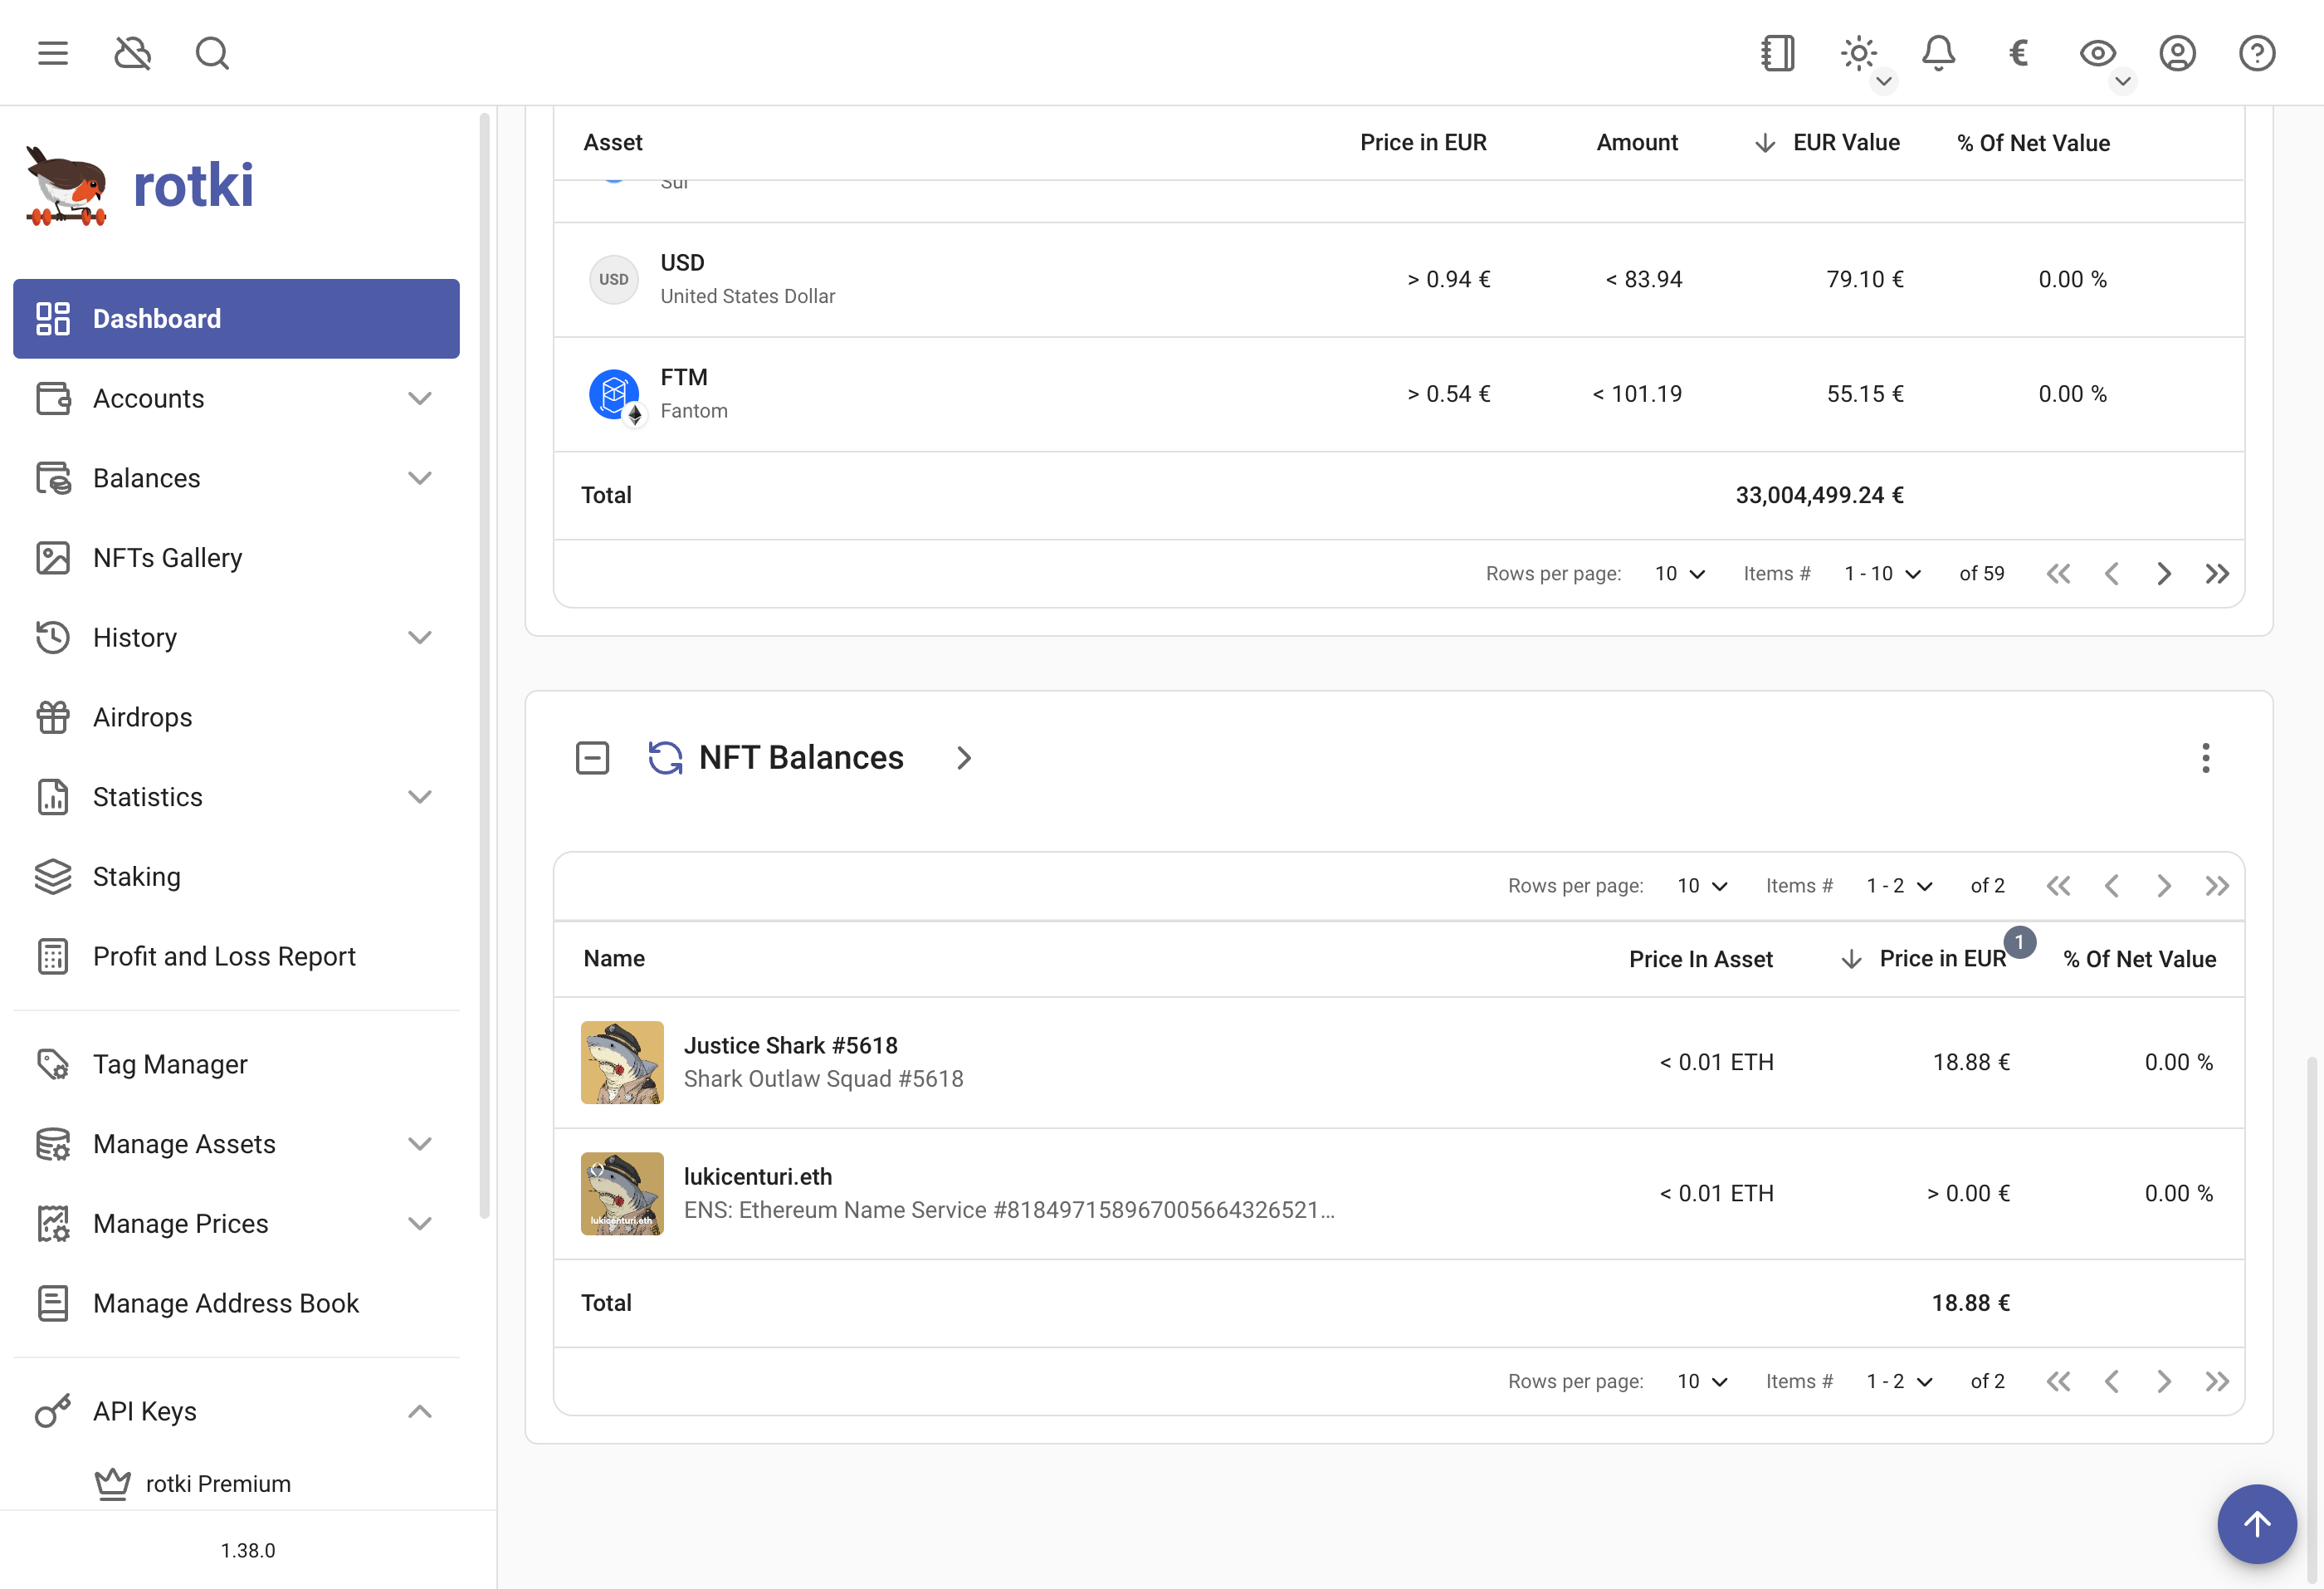 rotki
Dashboard
Accounts
Balances
NFTs Gallery
History
Airdrops
Statistics
Staking
Profit and Loss Report
Tag Manager
Manage Assets
Manage Prices
Manage Address Book
API Keys
rotki Premium
1.38.0
Asset Price in EUR Amount EUR Value % Of Net Value
USD USD > 0.94 € < 83.94 79.10 € 0.00 %
United States Dollar
FTM > 0.54 € < 101.19 55.15 € 0.00 %
Fantom
Total 33,004,499.24 €
Rows per page: 10 Items # 1 - 10 of 59
NFT Balances
Rows per page: 10 Items # 1 - 2 of 2
Name Price In Asset Price in EUR 1 % Of Net Value
Justice Shark #5618 < 0.01 ETH 18.88 € 0.00 %
Shark Outlaw Squad #5618
lukicenturi.eth < 0.01 ETH > 0.00 € 0.00 %
ENS: Ethereum Name Service #818497158967005664326521...
lukicenturi.eth
Total 18.88 €
Rows per page: 10 Items # 1 - 2 of 2